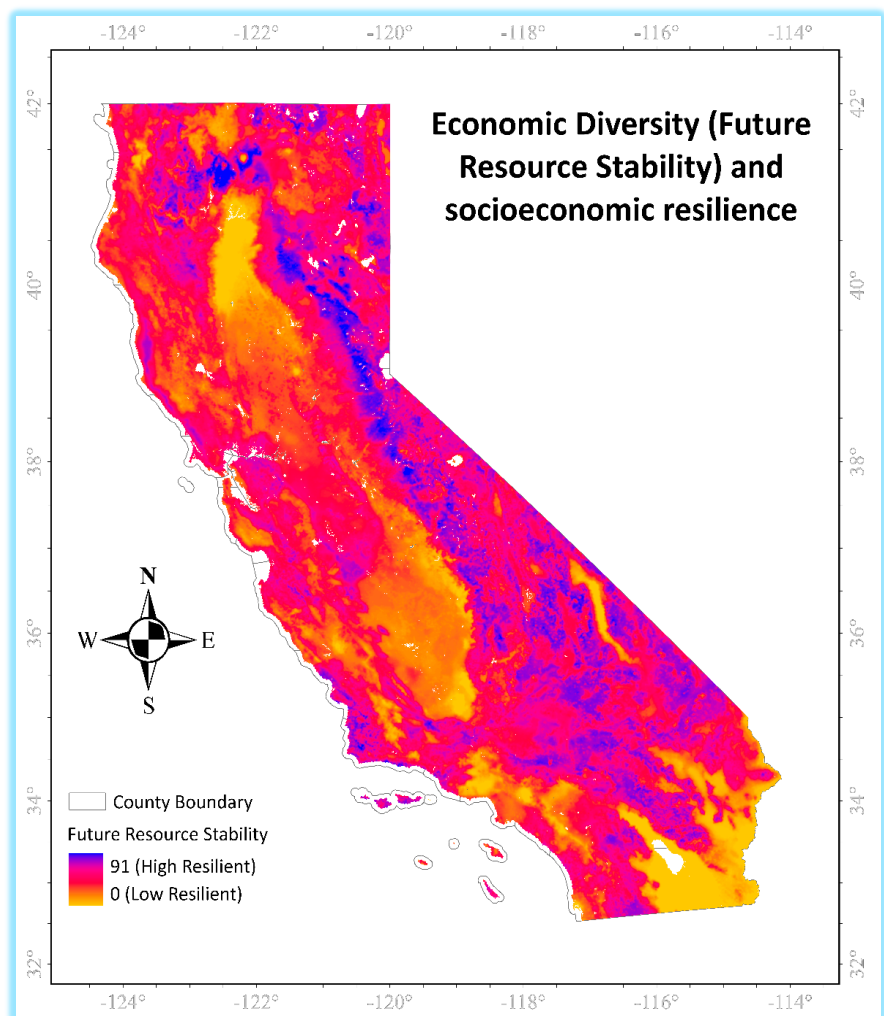 -124° -122° -120° -118° -116° -114°
Economic Diversity (Future
Resource Stability) and
socioeconomic resilience
42° 42°
40° 40°
38° 38°
36° 36°
34° 34°
32° 32°
N
W E
S
County Boundary
Future Resource Stability
91 (High Resilient)
0 (Low Resilient)
-124° -122° -120° -118° -116° -114°